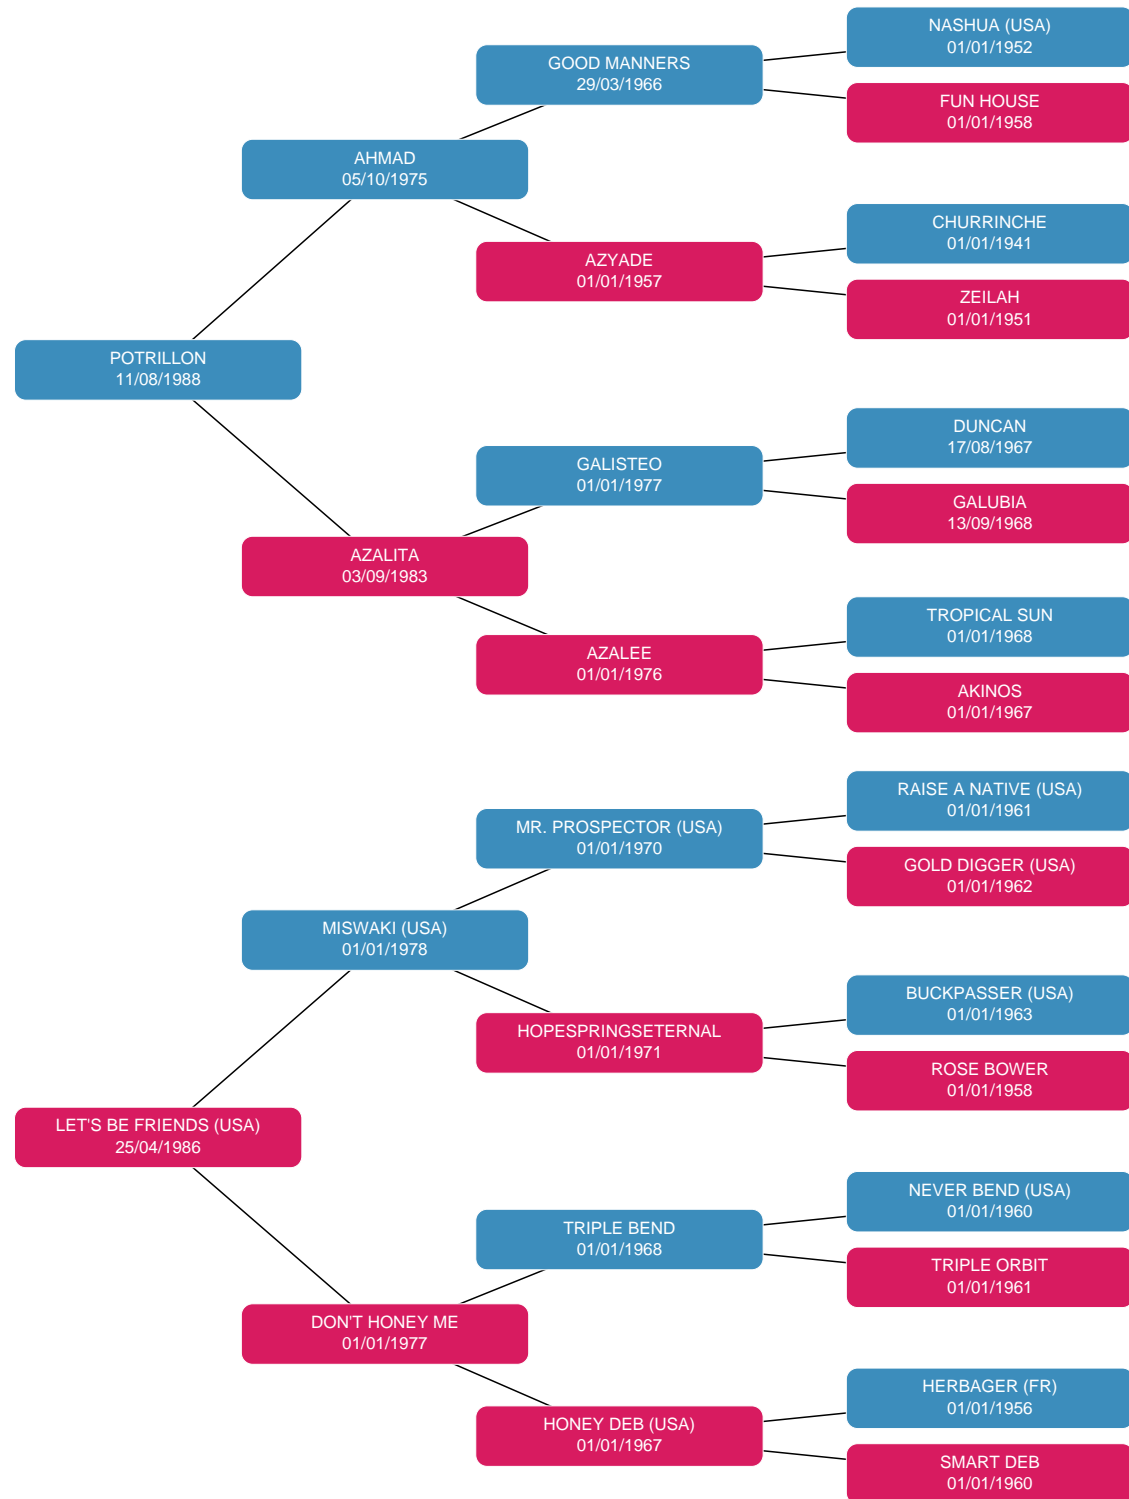 NASHUA (USA)
01/01/1952
GOOD MANNERS
29/03/1966
FUN HOUSE
01/01/1958
AHMAD
05/10/1975
CHURRINCHE
01/01/1941
AZYADE
01/01/1957
ZEILAH
01/01/1951
POTRILLON
11/08/1988
DUNCAN
17/08/1967
GALISTEO
01/01/1977
GALUBIA
13/09/1968
AZALITA
03/09/1983
TROPICAL SUN
01/01/1968
AZALEE
01/01/1976
AKINOS
01/01/1967
RAISE A NATIVE (USA)
01/01/1961
MR. PROSPECTOR (USA)
01/01/1970
GOLD DIGGER (USA)
01/01/1962
MISWAKI (USA)
01/01/1978
BUCKPASSER (USA)
01/01/1963
HOPESPRINGSETERNAL
01/01/1971
ROSE BOWER
01/01/1958
LET'S BE FRIENDS (USA)
25/04/1986
NEVER BEND (USA)
01/01/1960
TRIPLE BEND
01/01/1968
TRIPLE ORBIT
01/01/1961
DON'T HONEY ME
01/01/1977
HERBAGER (FR)
01/01/1956
HONEY DEB (USA)
01/01/1967
SMART DEB
01/01/1960